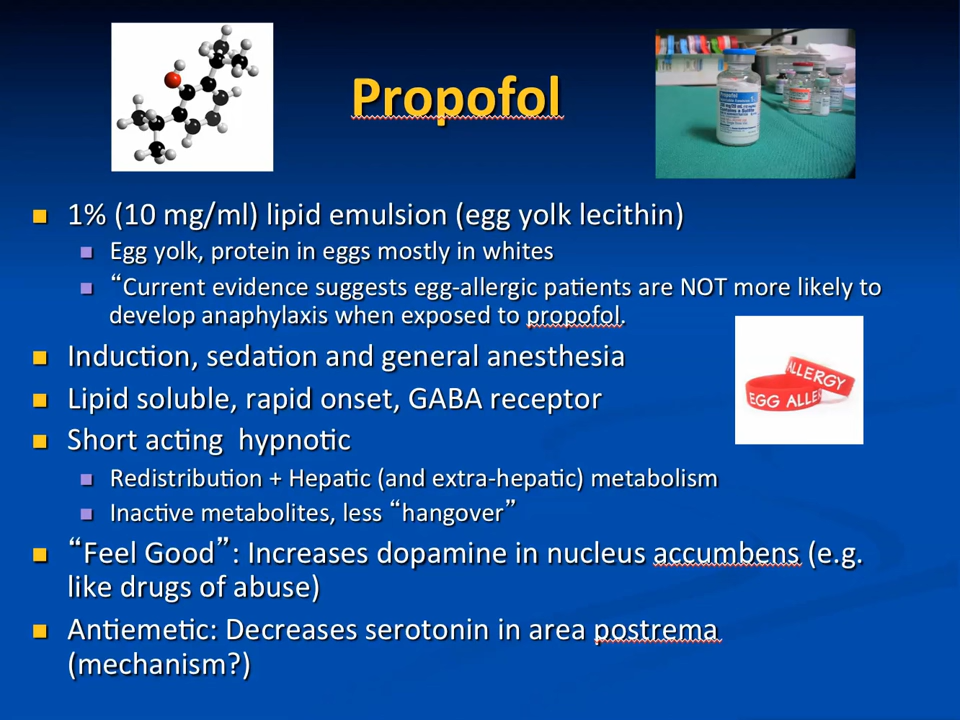 Propofol
Propofol
1% (10 mg/ml) lipid emulsion (egg yolk lecithin)
Egg yolk, protein in eggs mostly in whites
“Current evidence suggests egg-allergic patients are NOT more likely to
develop anaphylaxis when exposed to propofol.
ALLERGY
EGG ALLE
Induction, sedation and general anesthesia
Lipid soluble, rapid onset, GABA receptor
Short acting  hypnotic
Redistribution + Hepatic (and extra-hepatic) metabolism
Inactive metabolites, less “hangover”
“Feel Good”: Increases dopamine in nucleus accumbens (e.g.
like drugs of abuse)
Antiemetic: Decreases serotonin in area postrema
(mechanism?)